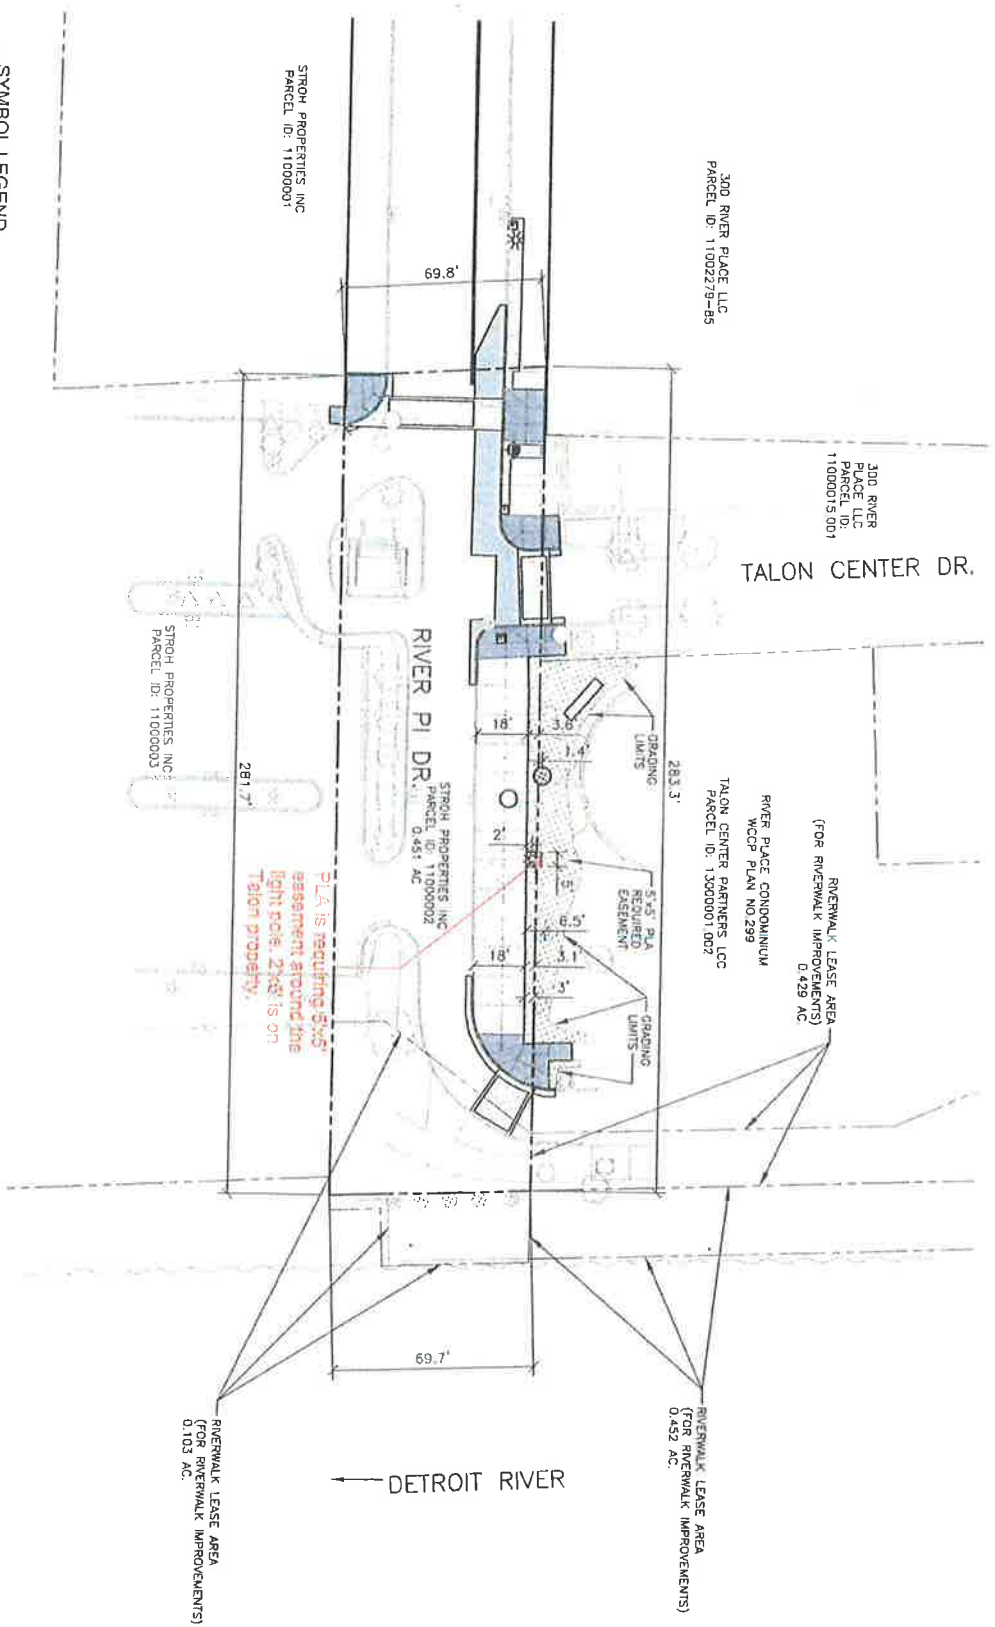 SYMBOL LEGEND
STROH PROPERTIES INC
PARCEL ID: 11000001
300 RIVER PLACE LLC
PARCEL ID: 11002279-85
69.8'
300 RIVER
PLACE LLC
PARCEL ID:
11000015.001
TALON CENTER DR.
STROH PROPERTIES INC
PARCEL ID: 11000003
281.7'
RIVER PI DR.
STROH PROPERTIES INC
PARCEL ID: 11000002
0.451 AC
18'
3.6'
1.4'
GRADING
LIMITS
283.3'
2'
5'
5'x5' PLA
REQUIRED
EASEMENT
6.5'
18'
3.1'
3'
GRADING
LIMITS
TALON CENTER PARTNERS LCC
PARCEL ID: 13000001.002
RIVER PLACE CONDOMINIUM
WCCP PLAN NO.299
RIVERWALK LEASE AREA
(FOR RIVERWALK IMPROVEMENTS)
0.429 AC
PLA is requiring 5'x5'
easement around the
light pole. 2'x5' is on
Talon property.
69.7'
DETROIT RIVER
RIVERWALK LEASE AREA
(FOR RIVERWALK IMPROVEMENTS)
0.452 AC.
RIVERWALK LEASE AREA
(FOR RIVERWALK IMPROVEMENTS)
0.103 AC.